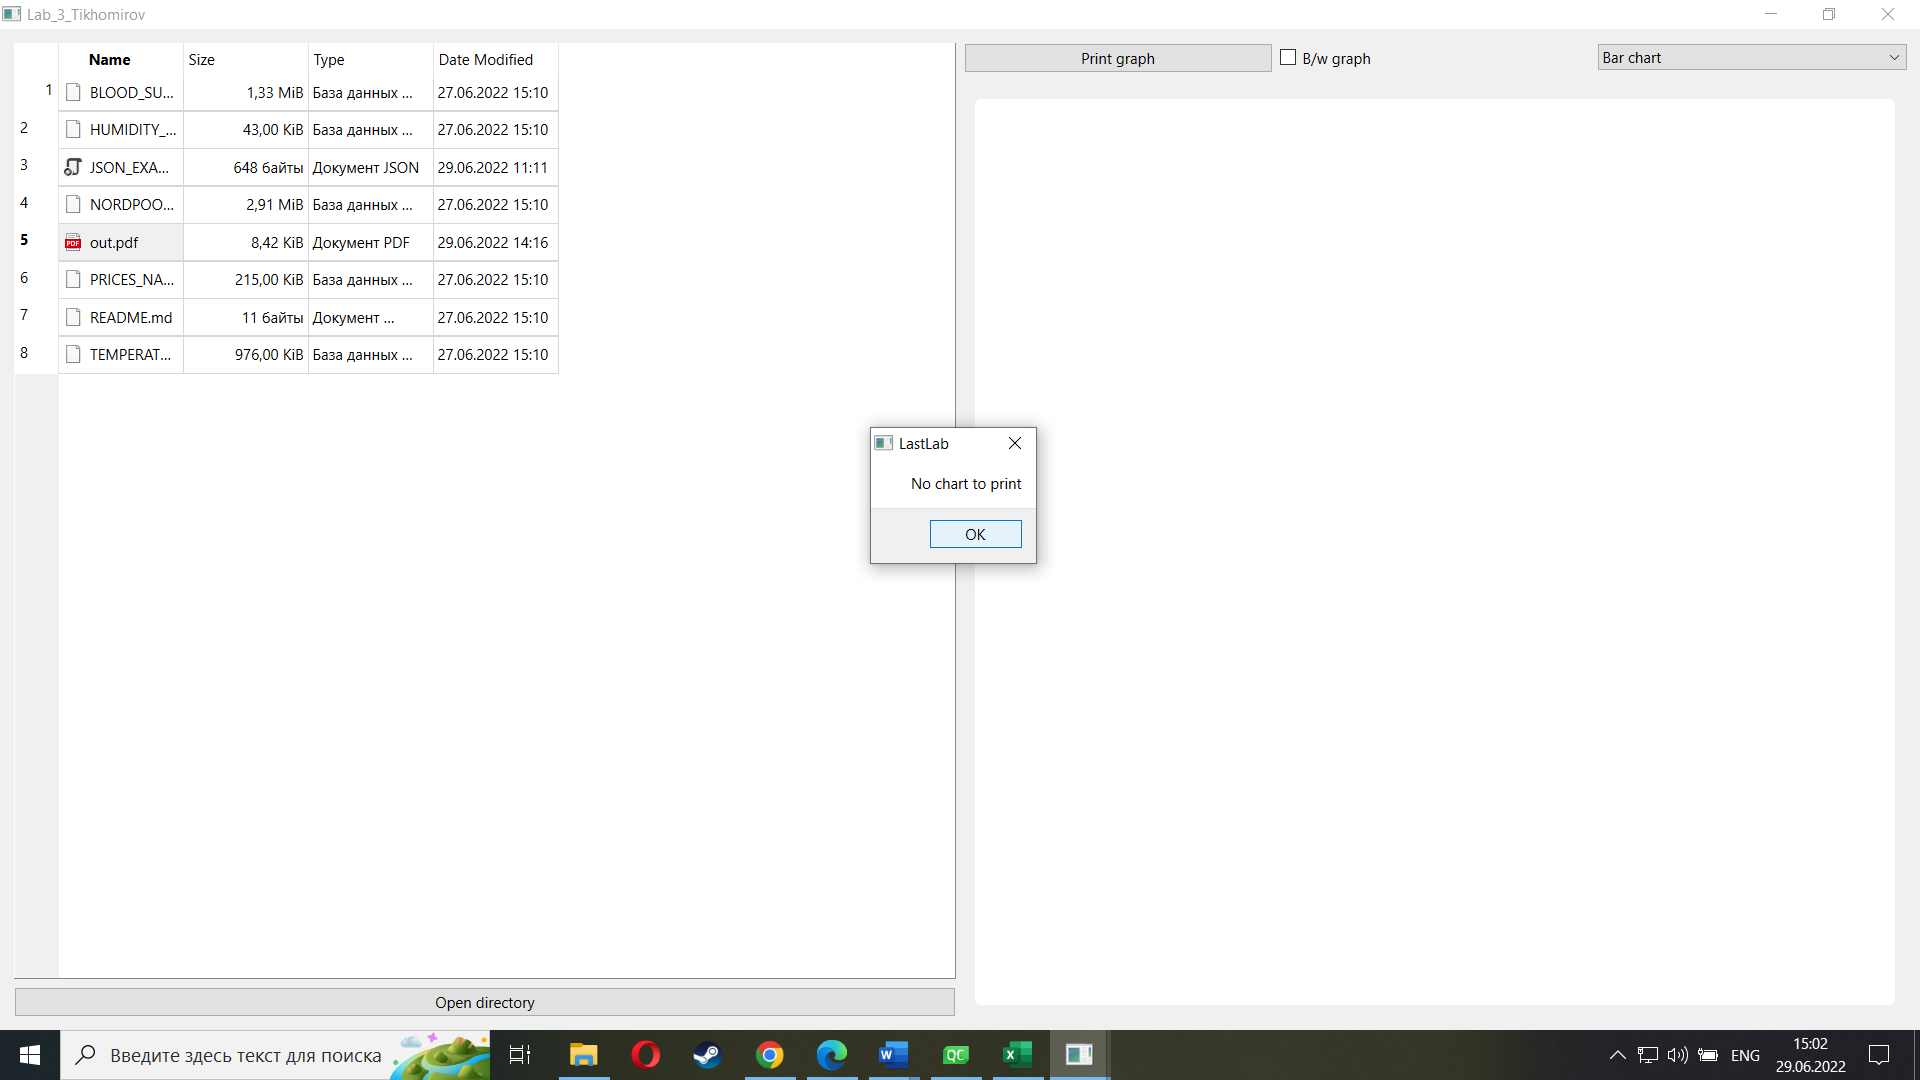 Lab_3_Tikhomirov
Name Size Type Date Modified
1 BLOOD_SU... 1,33 MiB База данных ... 27.06.2022 15:10
2 HUMIDITY_... 43,00 KiB База данных ... 27.06.2022 15:10
3 JSON_EXA... 648 байты Документ JSON 29.06.2022 11:11
4 NORDPOO... 2,91 MiB База данных ... 27.06.2022 15:10
5 out.pdf 8,42 KiB Документ PDF 29.06.2022 14:16
6 PRICES_NA... 215,00 KiB База данных ... 27.06.2022 15:10
7 README.md 11 байты Документ ... 27.06.2022 15:10
8 TEMPERAT... 976,00 KiB База данных ... 27.06.2022 15:10
Open directory
Print graph
B/w graph
Bar chart
LastLab
No chart to print
OK
Введите здесь текст для поиска
ENG
15:02
29.06.2022